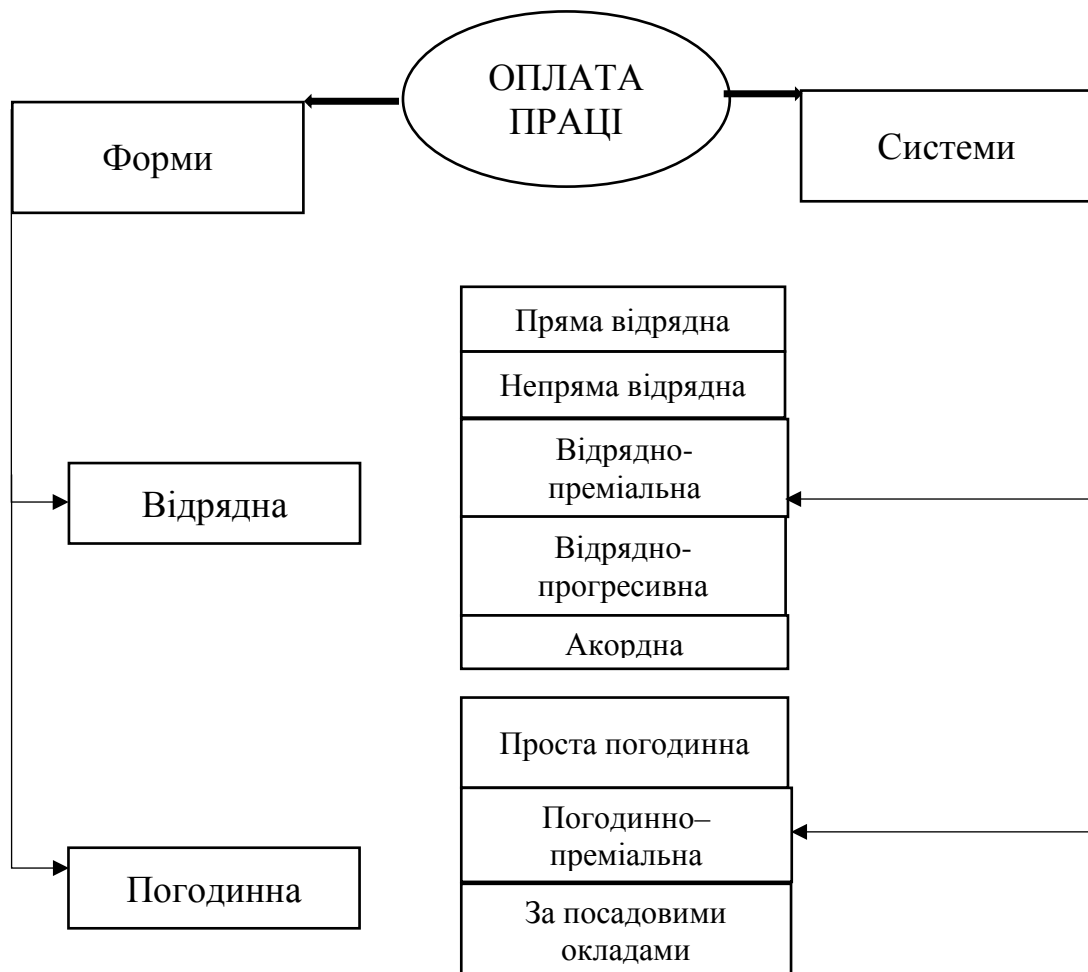 ОПЛАТА
ПРАЦІ
Форми
Системи
Пряма відрядна
Непряма відрядна
Відрядно-
преміальна
Відрядна
Відрядно-
прогресивна
Акордна
Проста погодинна
Погодинно–
преміальна
Погодинна
За посадовими
окладами